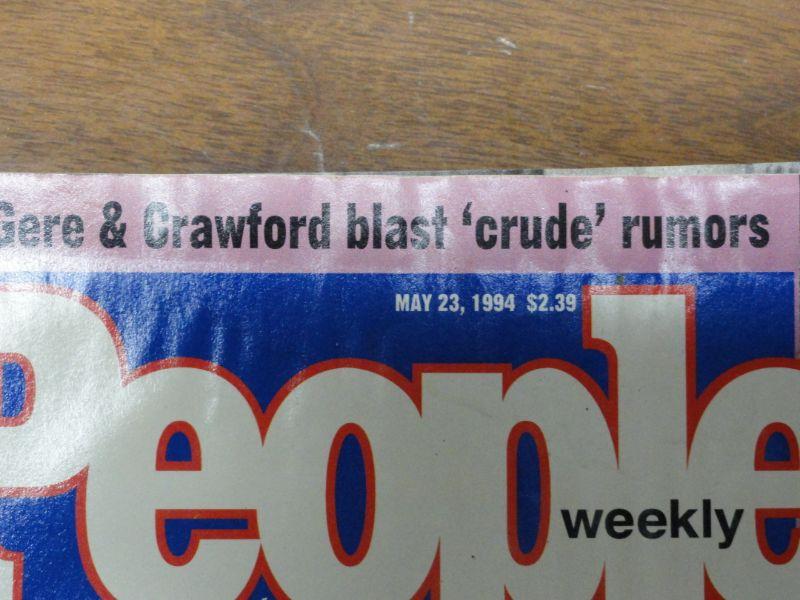 Gere & Crawford blast ‘crude’ rumors
MAY 23, 1994 $2.39
People
weekly